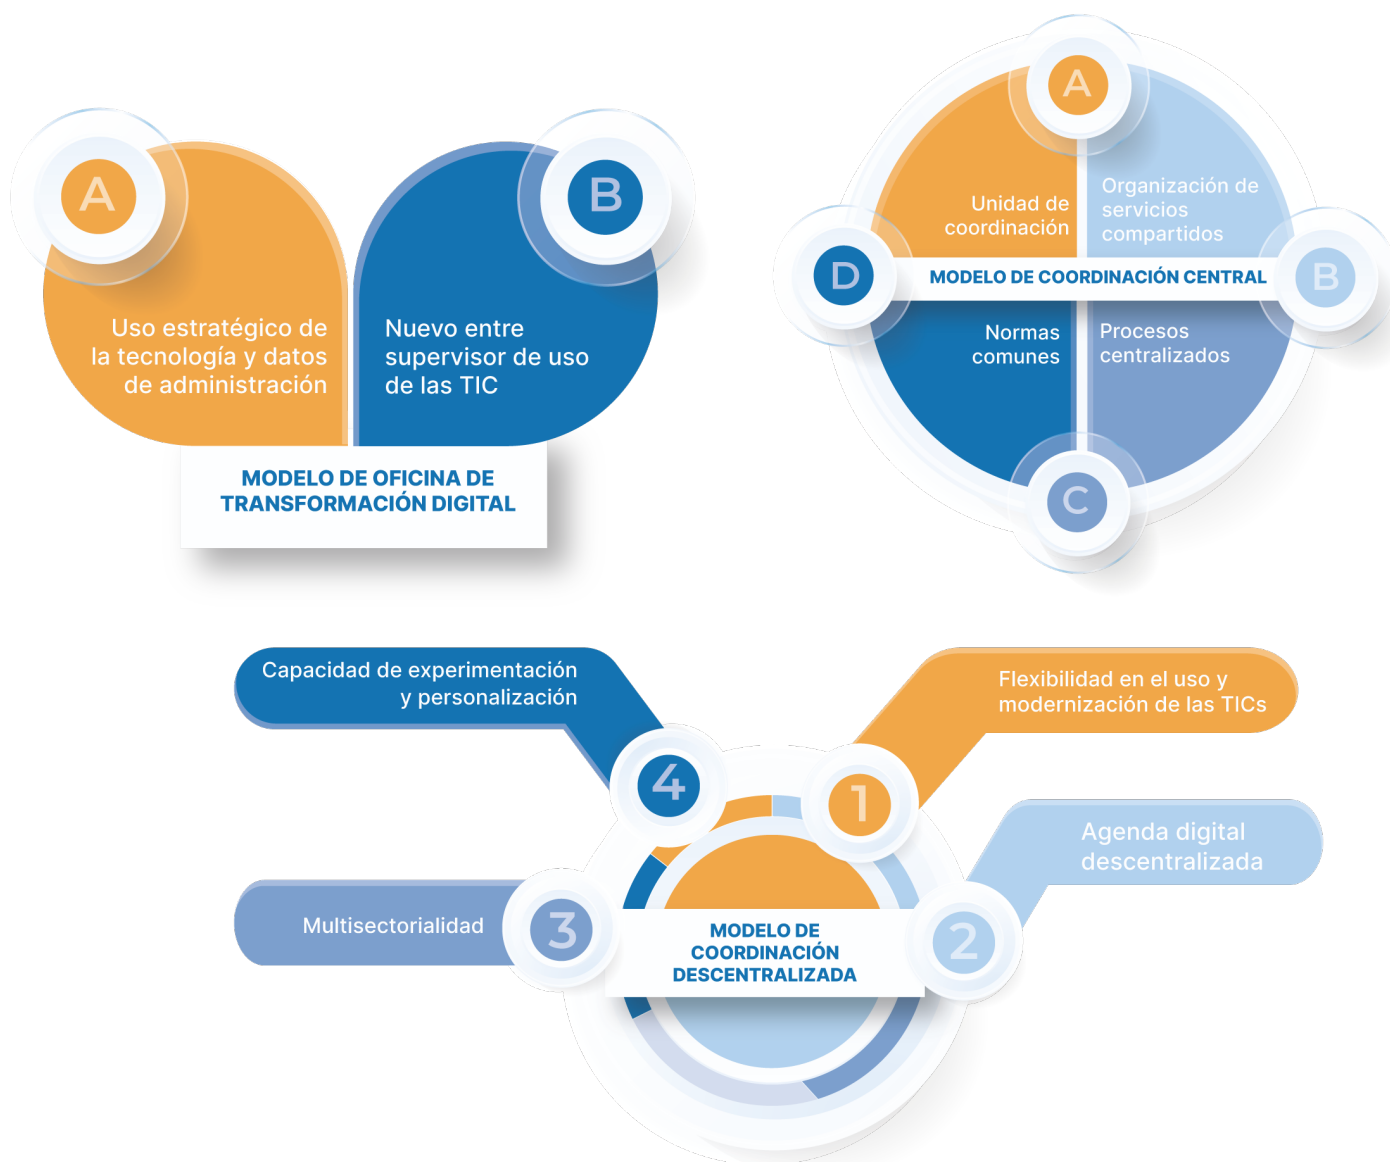 A
B
Uso estratégico de
la tecnología y datos
de administración
Nuevo entre
supervisor de uso
de las TIC
MODELO DE OFICINA DE
TRANSFORMACIÓN DIGITAL
A
Unidad de
coordinación
Organización de
servicios
compartidos
D
MODELO DE COORDINACIÓN CENTRAL
B
Normas
comunes
Procesos
centralizados
C
Capacidad de experimentación
y personalización
4
Flexibilidad en el uso y
modernización de las TICs
1
Agenda digital
descentralizada
2
Multisectorialidad
3
MODELO DE
COORDINACIÓN
DESCENTRALIZADA